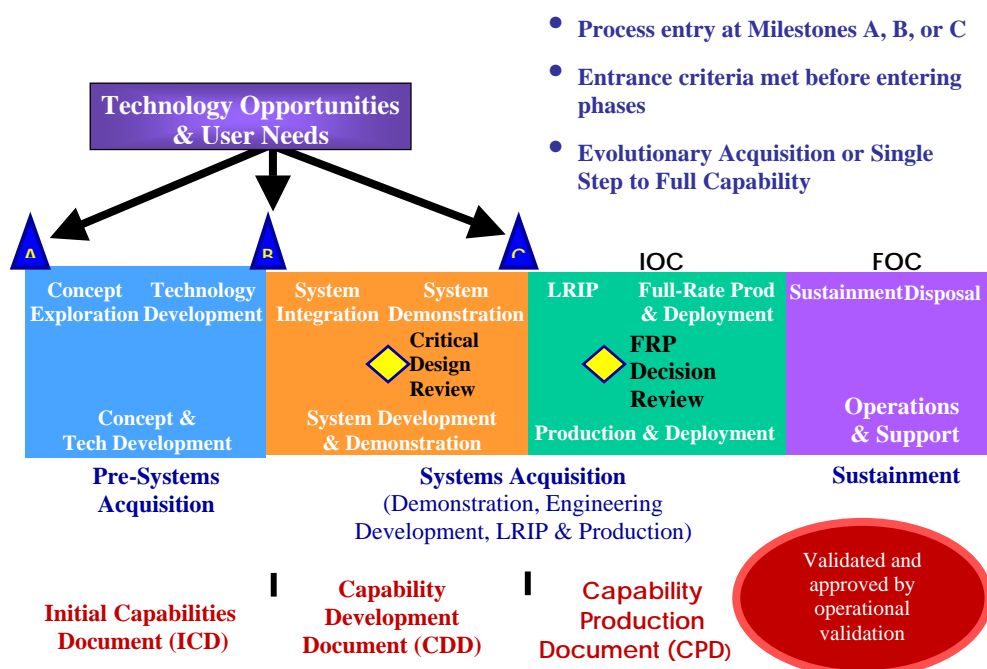 • Process entry at Milestones A, B, or C
• Entrance criteria met before entering
phases
• Evolutionary Acquisition or Single
Step to Full Capability
Technology Opportunities
& User Needs
A
B
C
IOC
FOC
Concept
Exploration
Technology
Development
System
Integration
System
Demonstration
LRIP
Full-Rate Prod
& Deployment
Sustainment
Disposal
Critical
Design
Review
FRP
Decision
Review
Concept &
Tech Development
System Development
& Demonstration
Production & Deployment
Operations
& Support
Pre-Systems
Acquisition
Systems Acquisition
(Demonstration, Engineering
Development, LRIP & Production)
Sustainment
Initial Capabilities
Document (ICD)
I
Capability
Development
Document (CDD)
I
Capability
Production
Document (CPD)
Validated and
approved by
operational
validation